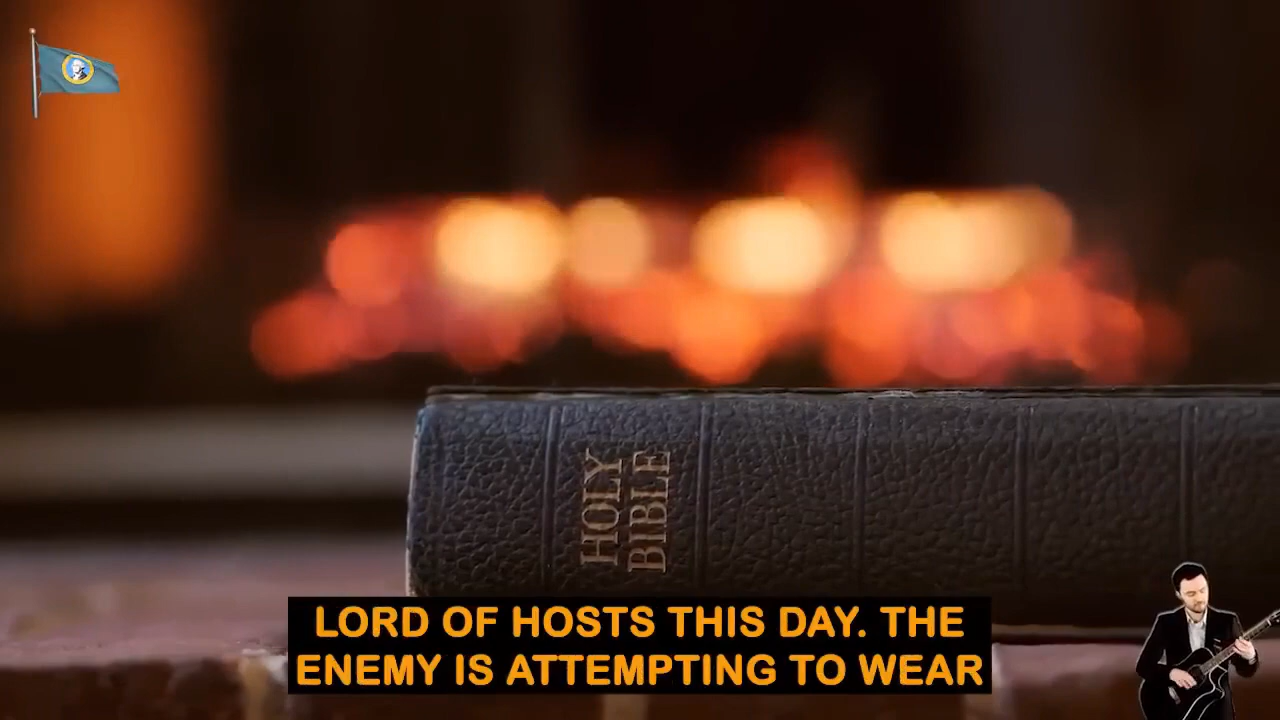 HOLY
BIBLE
LORD OF HOSTS THIS DAY. THE
ENEMY IS ATTEMPTING TO WEAR